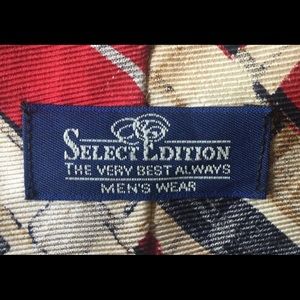 SELECT EDITION
THE VERY BEST ALWAYS
MEN'S WEAR